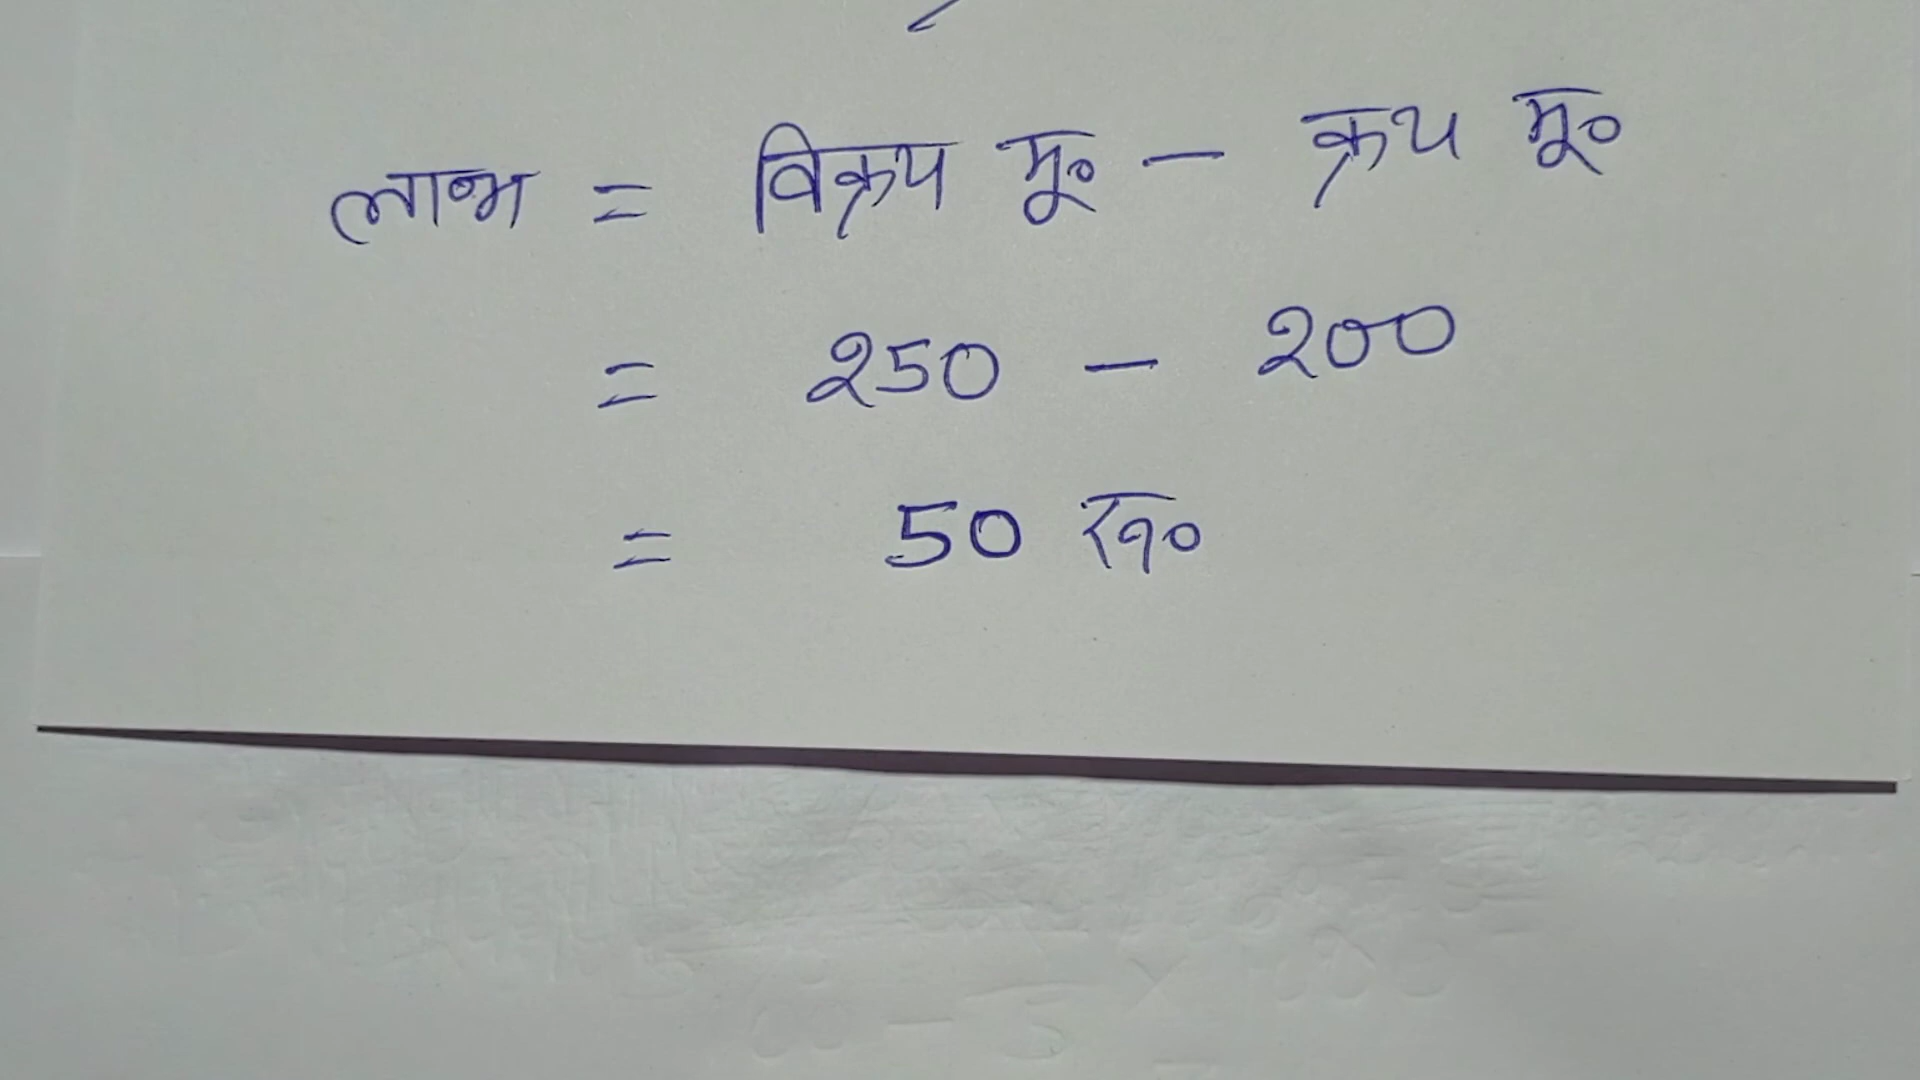 लाभ = विक्रय मू० - क्रय मू०
= 250 - 200
= 50 रु०